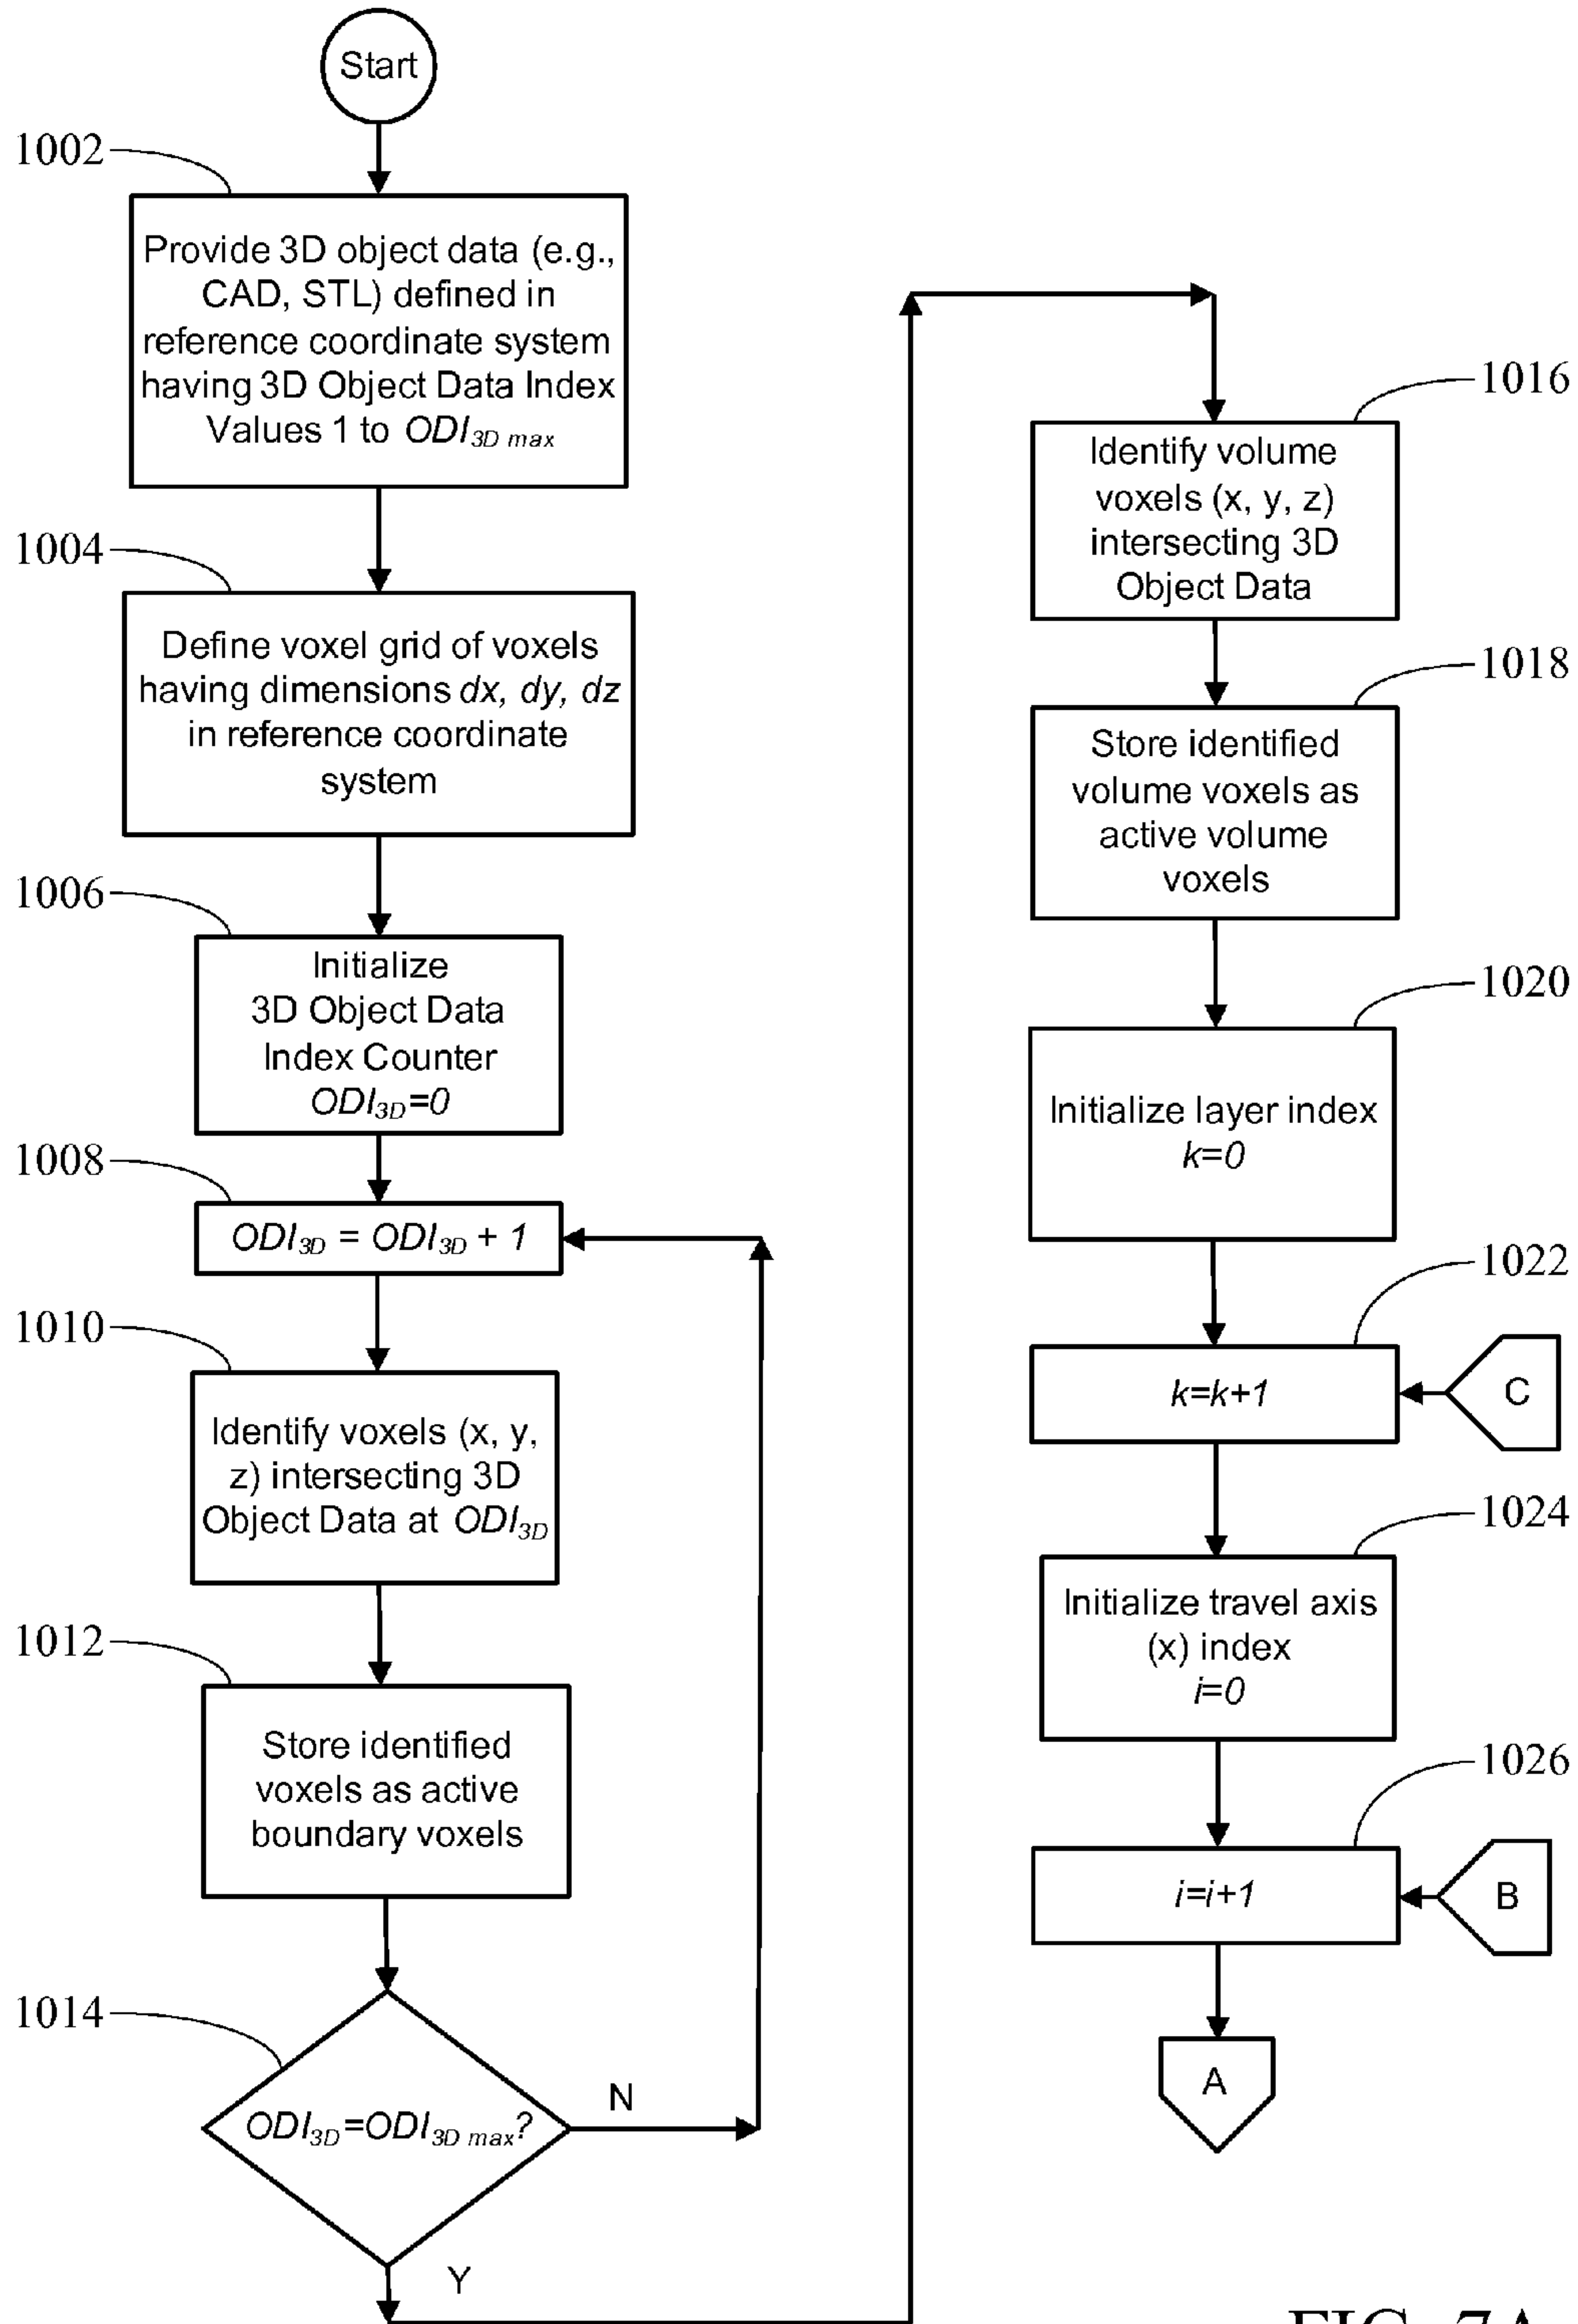 Start
1002
Provide 3D object data (e.g.,
CAD, STL) defined in
reference coordinate system
having 3D Object Data Index
Values 1 to ODI3D max
1004
Define voxel grid of voxels
having dimensions dx, dy, dz
in reference coordinate
system
1006
Initialize
3D Object Data
Index Counter
ODI3D=0
1008
ODI3D = ODI3D + 1
1010
Identify voxels (x, y,
z) intersecting 3D
Object Data at ODI3D
1012
Store identified
voxels as active
boundary voxels
1014
ODI3D=ODI3D max?
N
Y
1016
Identify volume
voxels (x, y, z)
intersecting 3D
Object Data
1018
Store identified
volume voxels as
active volume
voxels
1020
Initialize layer index
k=0
1022
k=k+1
C
1024
Initialize travel axis
(x) index
i=0
1026
i=i+1
B
A
FIG. 7A